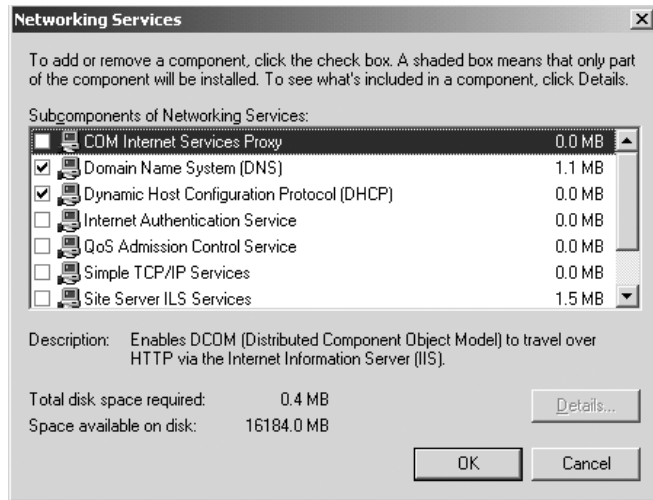 Networking Services
To add or remove a component, click the check box. A shaded box means that only part
of the component will be installed. To see what's included in a component, click Details.
Subcomponents of Networking Services:
COM Internet Services Proxy 0.0 MB
Domain Name System (DNS) 1.1 MB
Dynamic Host Configuration Protocol (DHCP) 0.0 MB
Internet Authentication Service 0.0 MB
QoS Admission Control Service 0.0 MB
Simple TCP/IP Services 0.0 MB
Site Server ILS Services 1.5 MB
Description: Enables DCOM (Distributed Component Object Model) to travel over
HTTP via the Internet Information Server (IIS).
Total disk space required: 0.4 MB
Details...
Space available on disk: 16184.0 MB
OK Cancel